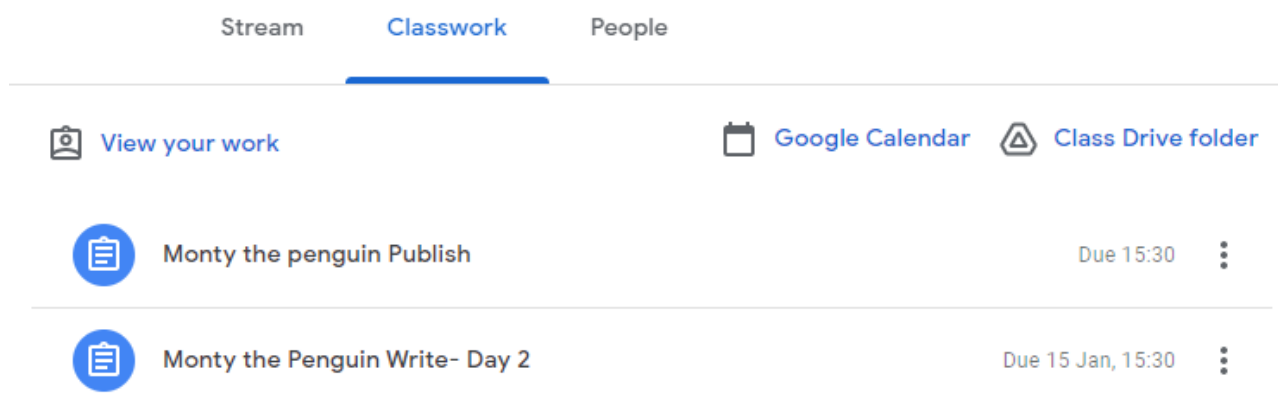 Stream Classwork People
View your work Google Calendar Class Drive folder
Monty the penguin Publish Due 15:30
Monty the Penguin Write- Day 2 Due 15 Jan, 15:30